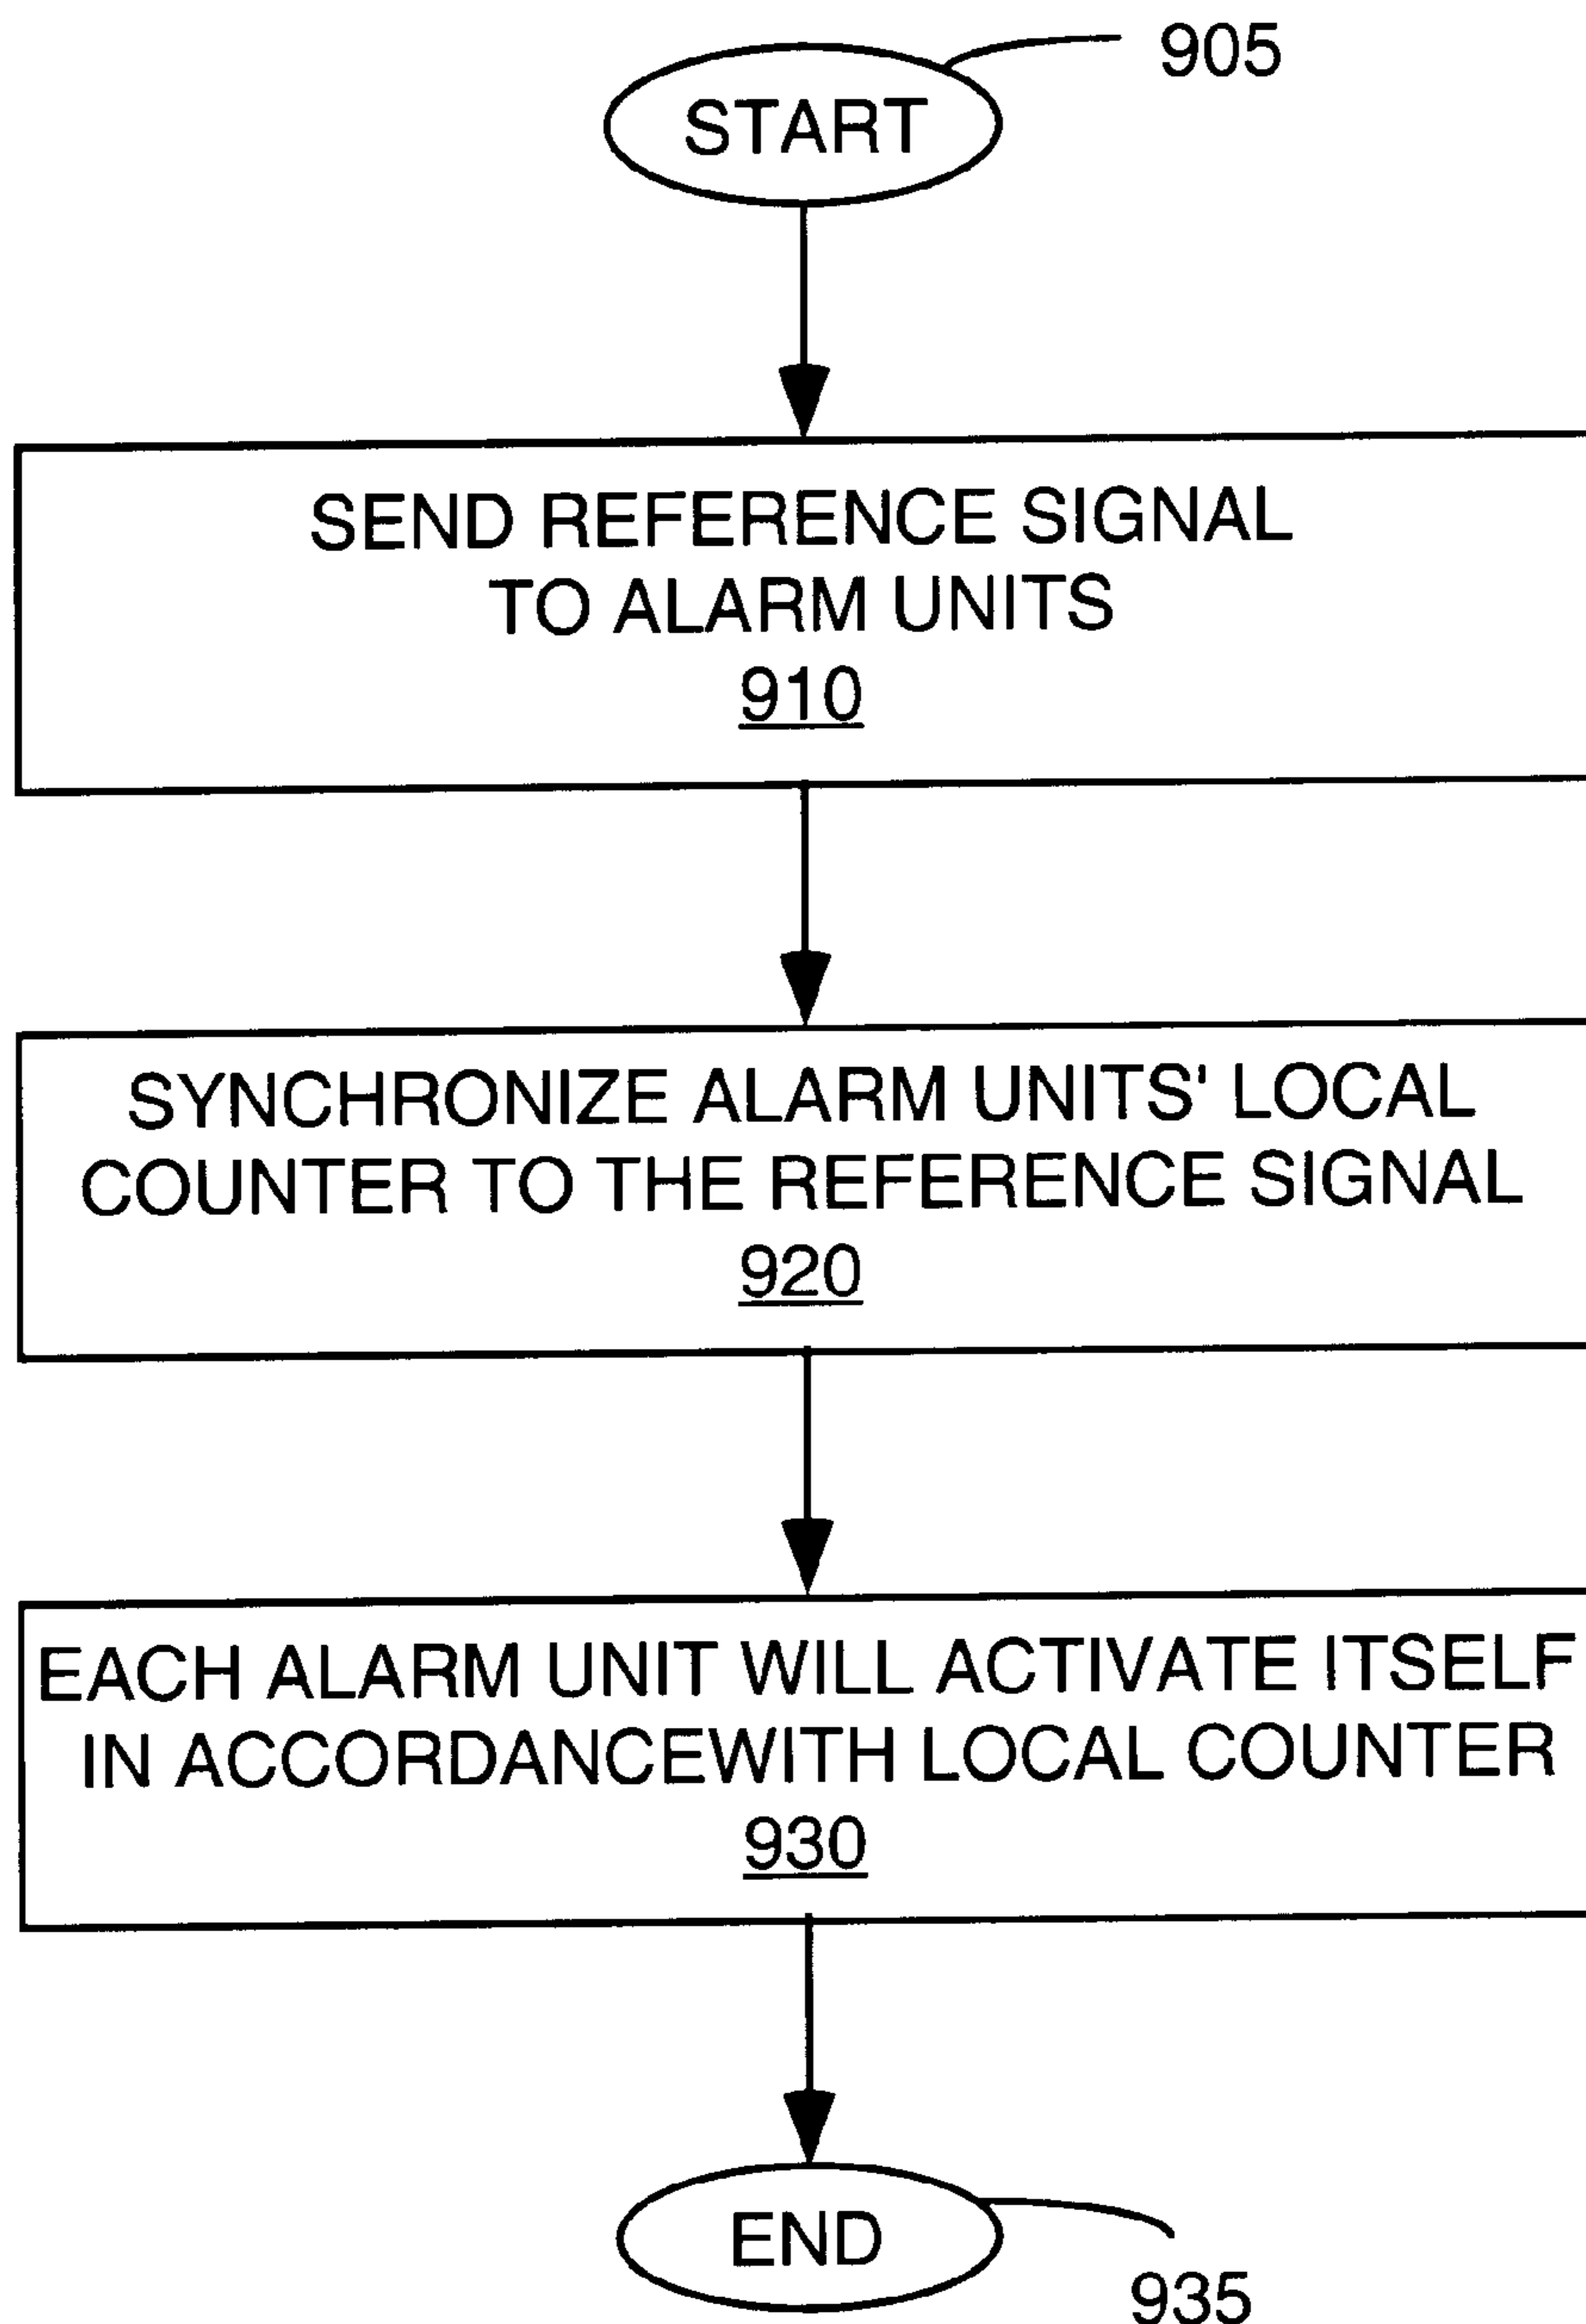 905
START
SEND REFERENCE SIGNAL
TO ALARM UNITS
910
SYNCHRONIZE ALARM UNITS' LOCAL
COUNTER TO THE REFERENCE SIGNAL
920
EACH ALARM UNIT WILL ACTIVATE ITSELF
IN ACCORDANCEWITH LOCAL COUNTER
930
END
935